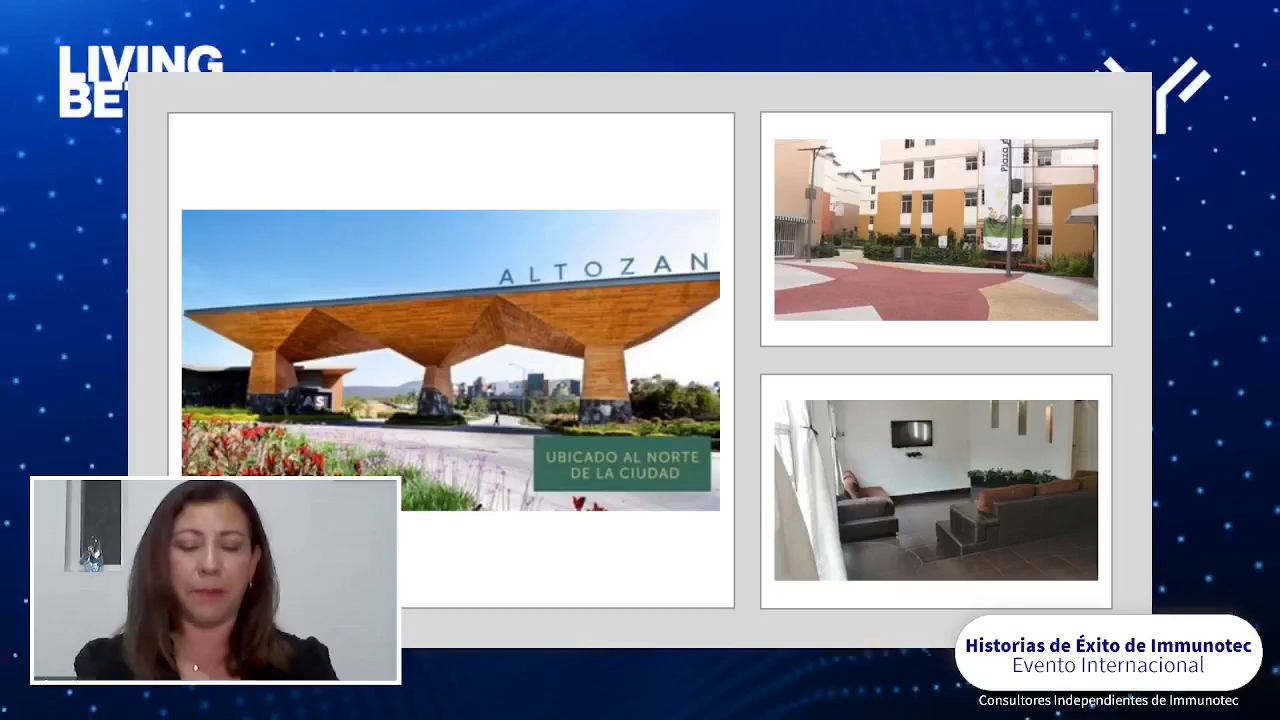 LIVING
BE
ALTOZAN
UBICADO AL NORTE
DE LA CIUDAD
Plaza
Historias de Éxito de Immunotec
Evento Internacional
Consultores Independientes de Immunotec